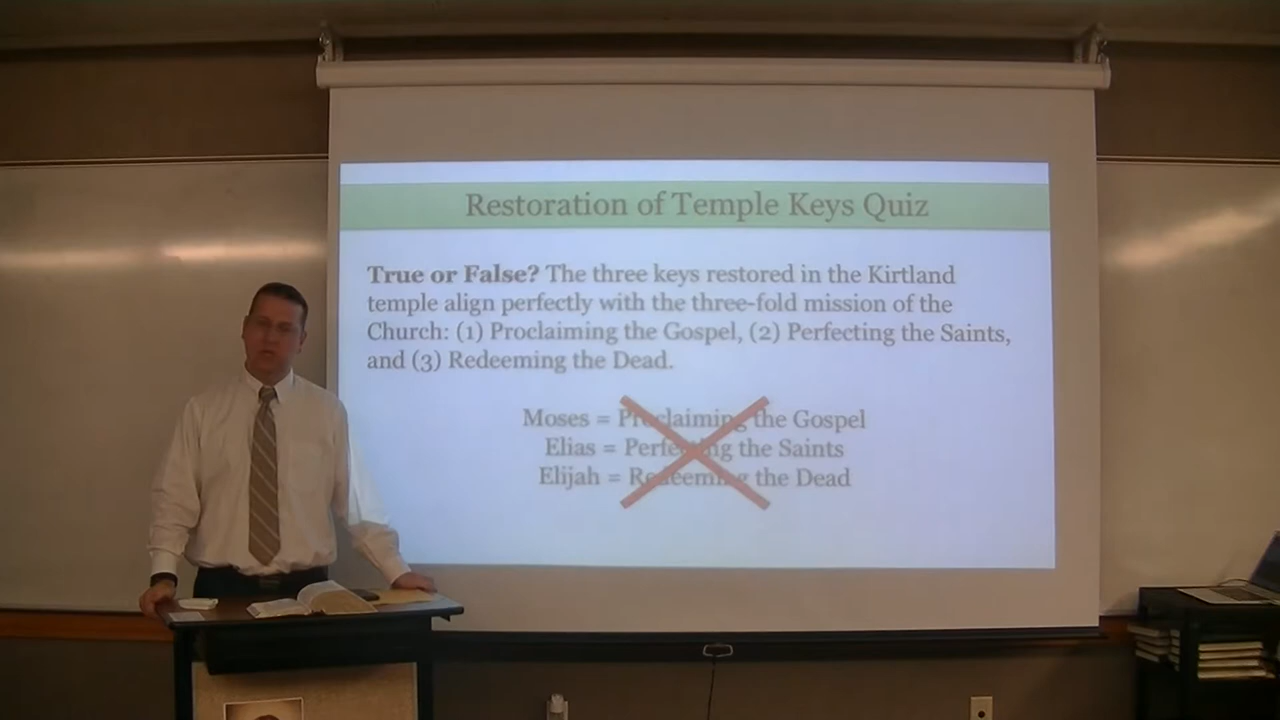 Restoration of Temple Keys Quiz
True or False? The three keys restored in the Kirtland
temple align perfectly with the three-fold mission of the
Church: (1) Proclaiming the Gospel, (2) Perfecting the Saints,
and (3) Redeeming the Dead.
Moses = Proclaiming the Gospel
Elias = Perfecting the Saints
Elijah = Redeeming the Dead